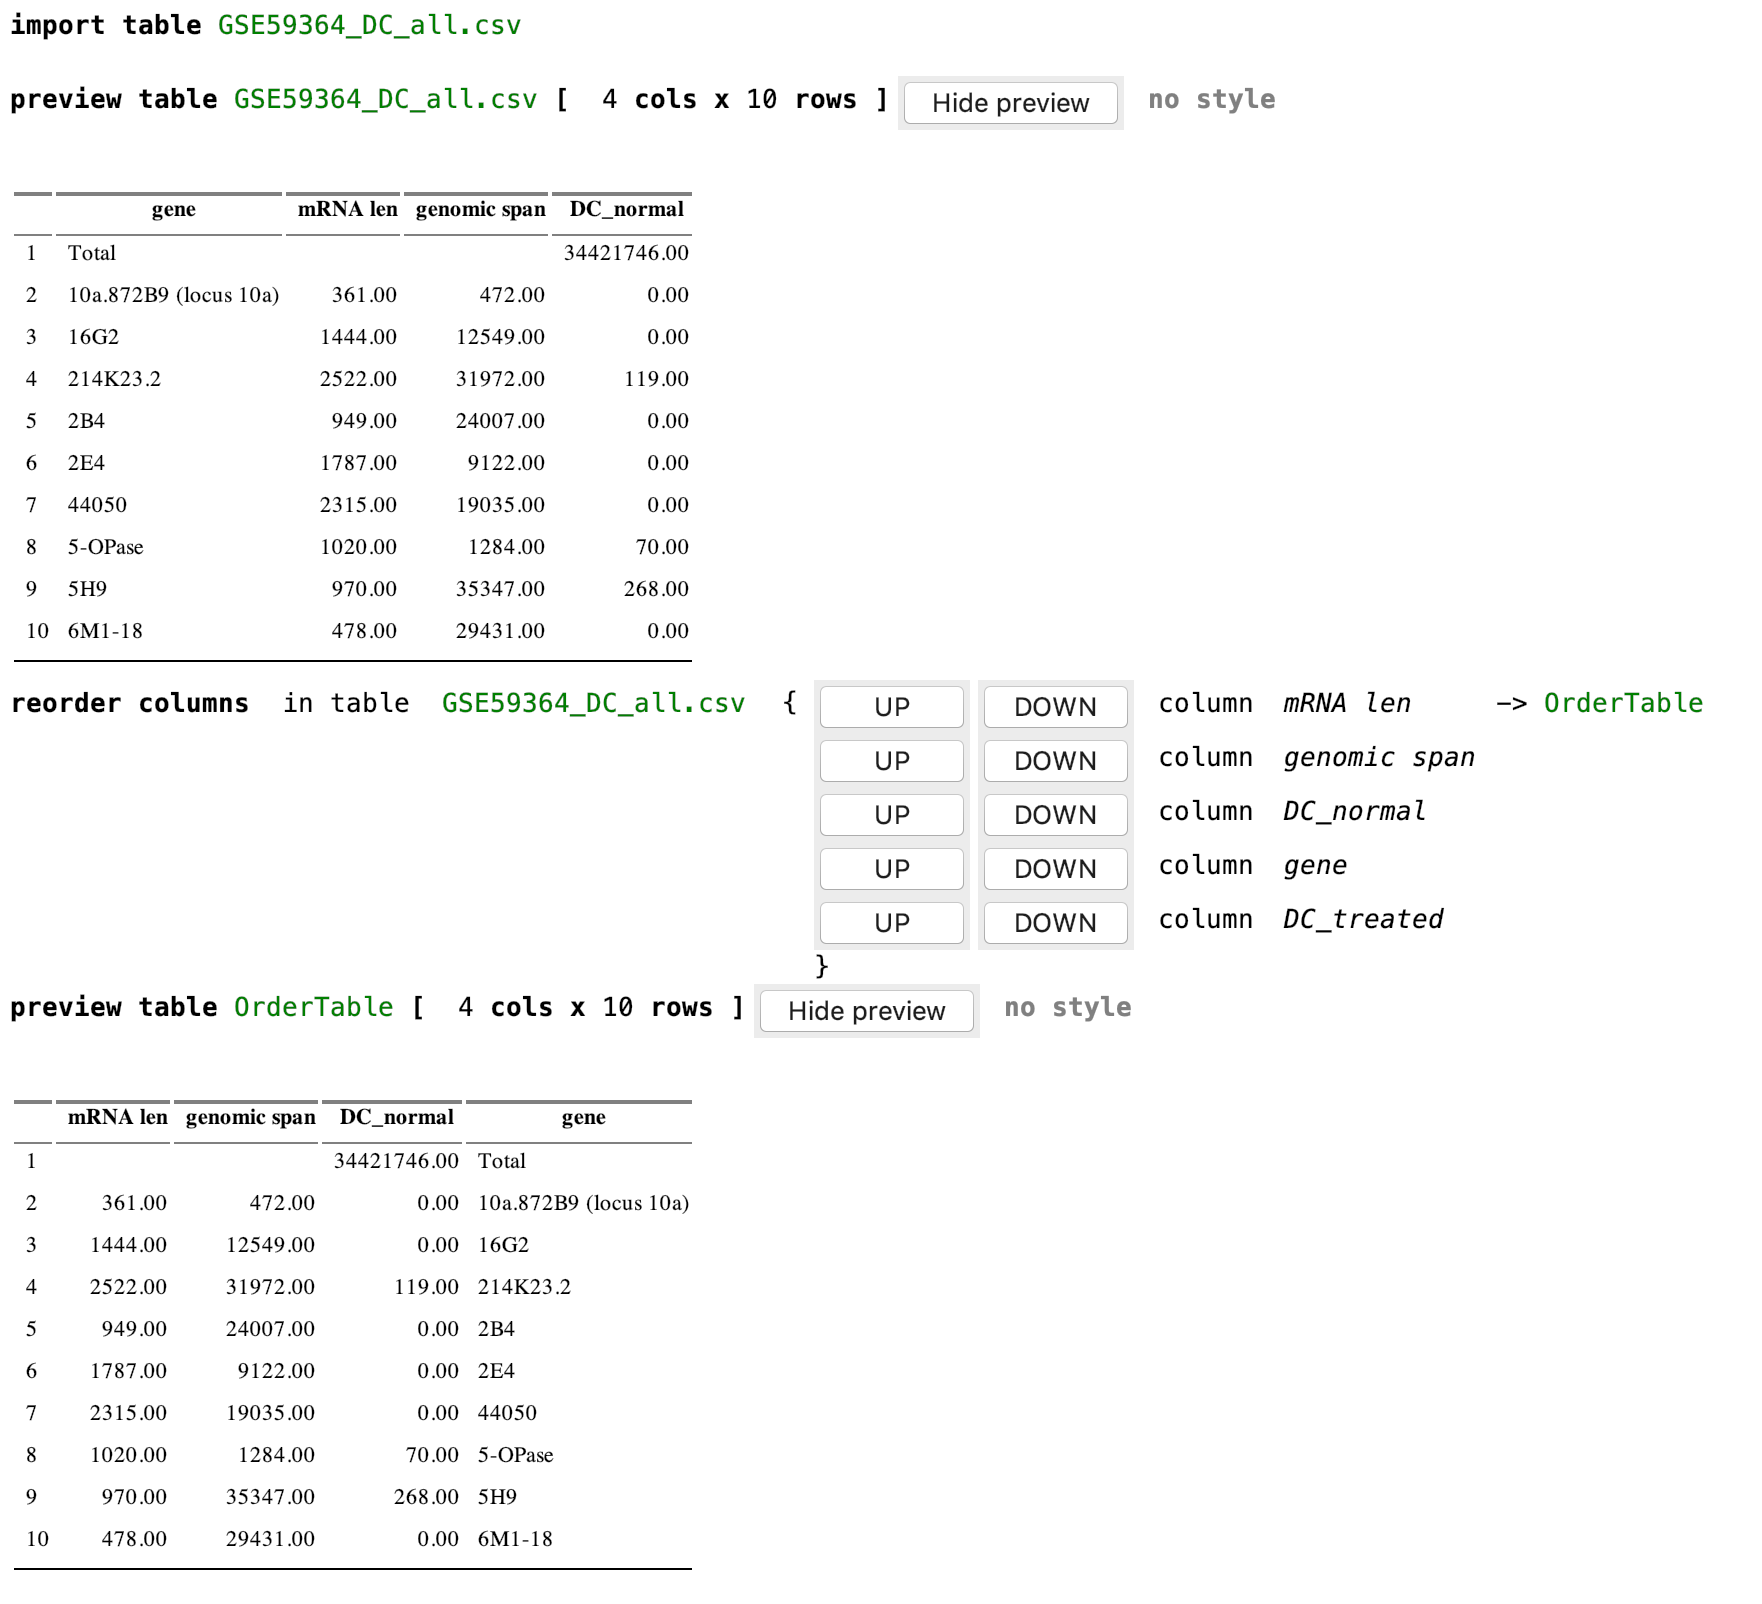 import table GSE59364_DC_all.csv
preview table GSE59364_DC_all.csv [ 4 cols x 10 rows ] Hide preview no style
gene mRNA len genomic span DC_normal
1 Total 34421746.00
2 10a.872B9 (locus 10a) 361.00 472.00 0.00
3 16G2 1444.00 12549.00 0.00
4 214K23.2 2522.00 31972.00 119.00
5 2B4 949.00 24007.00 0.00
6 2E4 1787.00 9122.00 0.00
7 44050 2315.00 19035.00 0.00
8 5-OPase 1020.00 1284.00 70.00
9 5H9 970.00 35347.00 268.00
10 6M1-18 478.00 29431.00 0.00
reorder columns in table GSE59364_DC_all.csv { UP DOWN column mRNA len -> OrderTable
UP DOWN column genomic span
UP DOWN column DC_normal
UP DOWN column gene
UP DOWN column DC_treated
}
preview table OrderTable [ 4 cols x 10 rows ] Hide preview no style
mRNA len genomic span DC_normal gene
1 34421746.00 Total
2 361.00 472.00 0.00 10a.872B9 (locus 10a)
3 1444.00 12549.00 0.00 16G2
4 2522.00 31972.00 119.00 214K23.2
5 949.00 24007.00 0.00 2B4
6 1787.00 9122.00 0.00 2E4
7 2315.00 19035.00 0.00 44050
8 1020.00 1284.00 70.00 5-OPase
9 970.00 35347.00 268.00 5H9
10 478.00 29431.00 0.00 6M1-18